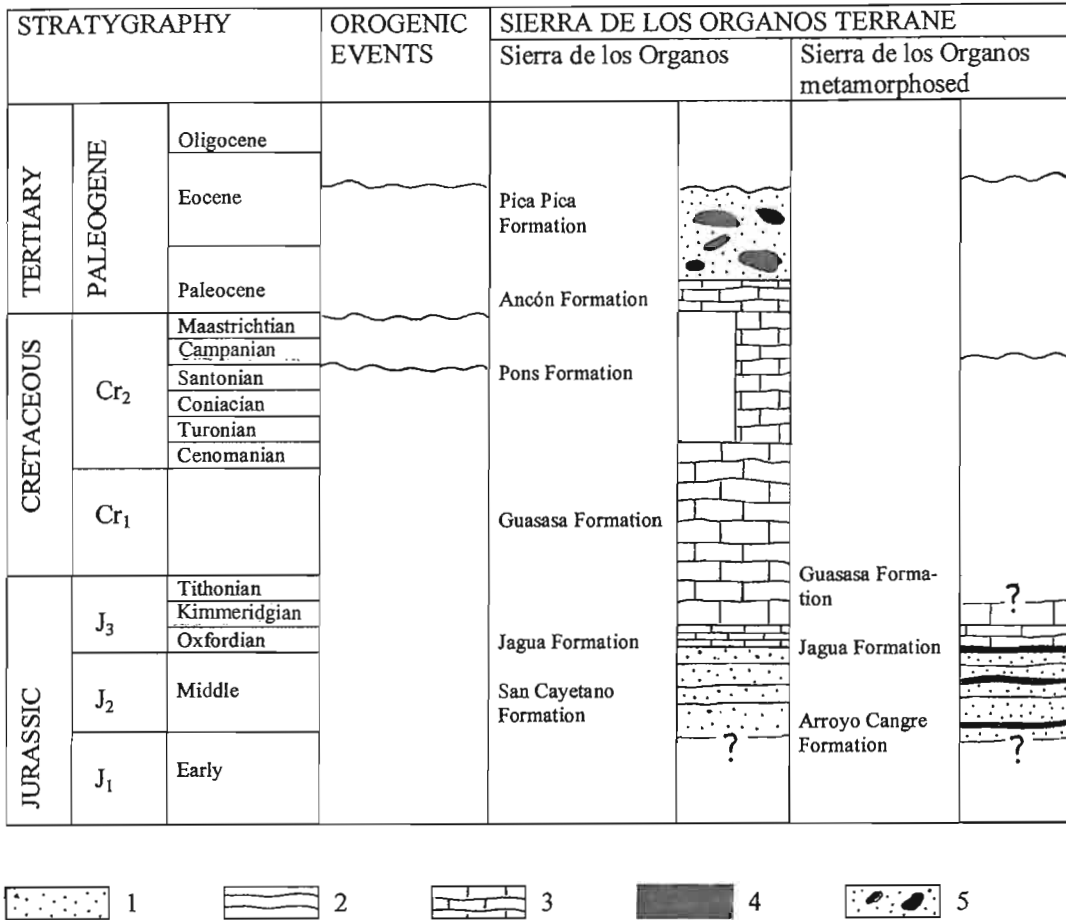 STRATYGRAPHY
OROGENIC
EVENTS
SIERRA DE LOS ORGANOS TERRANE
Sierra de los Organos
Sierra de los Organos
metamorphosed
TERTIARY
PALEOGENE
Oligocene
Eocene
Paleocene
CRETACEOUS
Cr2
Maastrichtian
Campanian
Santonian
Coniacian
Turonian
Cenomanian
Cr1
JURASSIC
J3
Tithonian
Kimmeridgian
Oxfordian
J2
Middle
J1
Early
Pica Pica
Formation
Ancón Formation
Pons Formation
Guasasa Formation
Jagua Formation
San Cayetano
Formation
?
Guasasa Forma-
tion
?
Jagua Formation
Arroyo Cangre
Formation
?
1
2
3
4
5